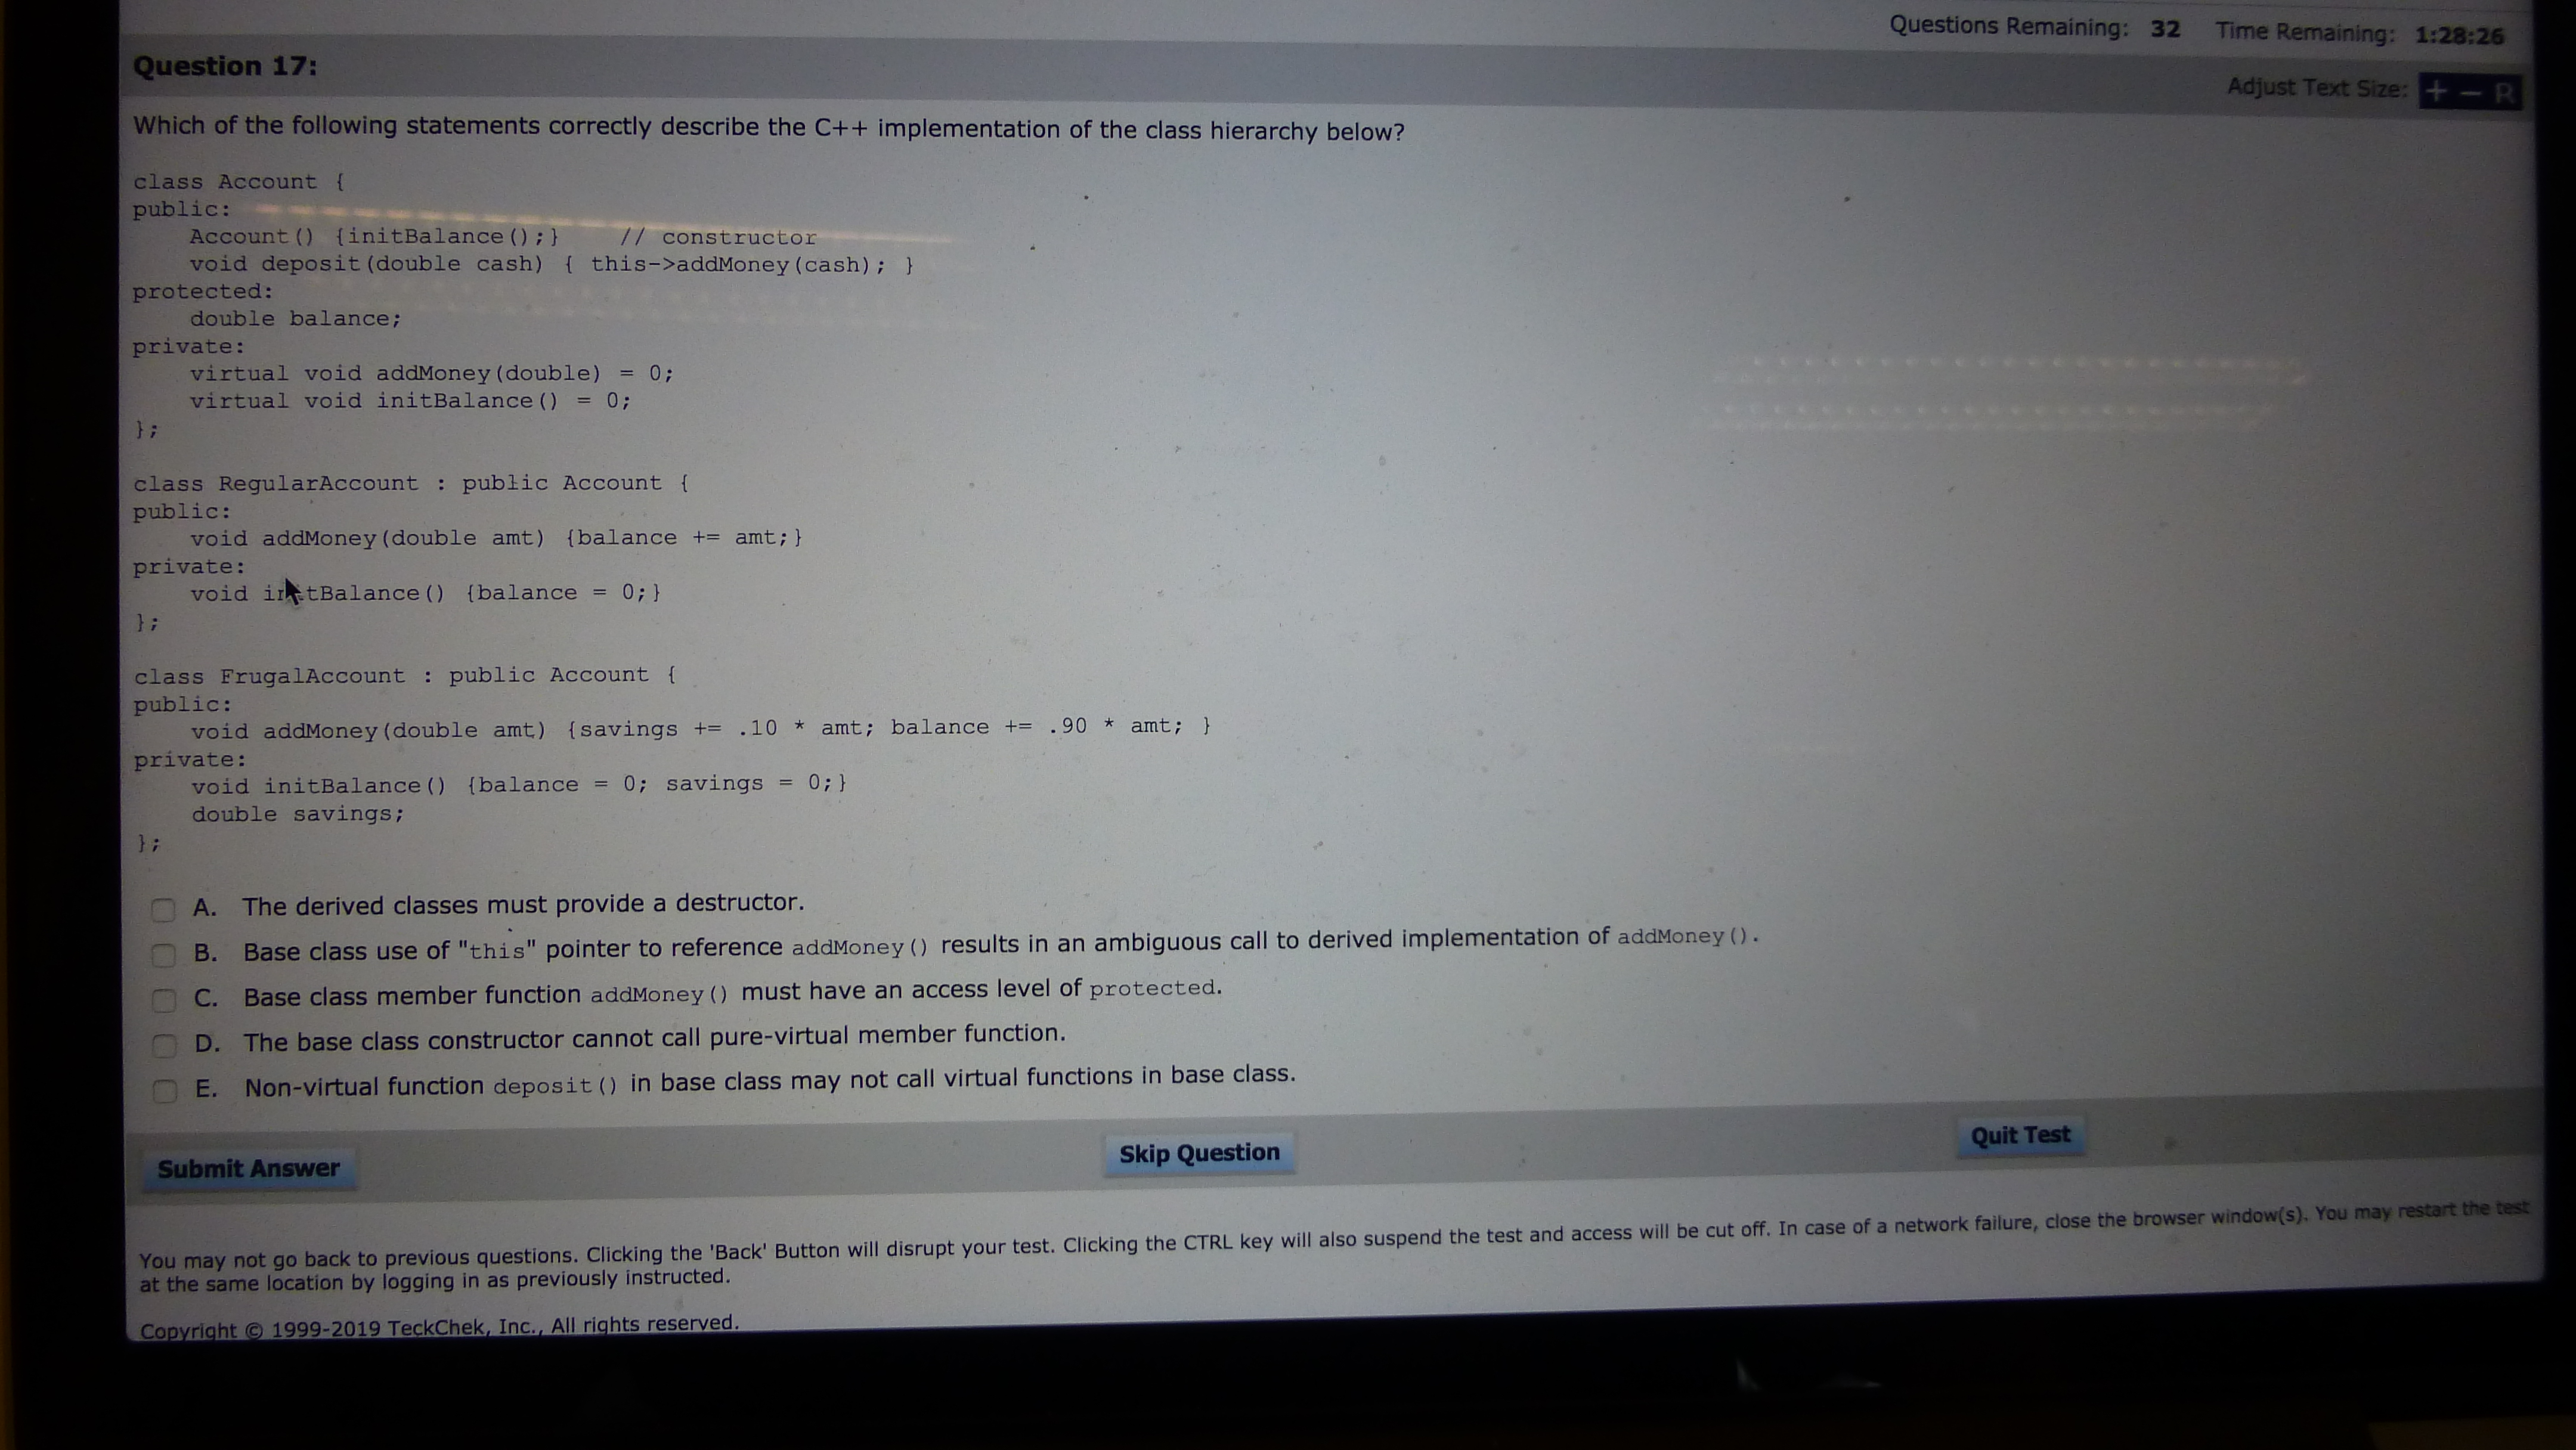 Questions Remaining: 32 Time Remaining: 1:28:26
Question 17:
Adjust Text Size: + – R
Which of the following statements correctly describe the C++ implementation of the class hierarchy below?
class Account {
public:
    Account() {initBalance();}    // constructor
    void deposit(double cash) { this->addMoney(cash); }
protected:
    double balance;
private:
    virtual void addMoney(double) = 0;
    virtual void initBalance() = 0;
};
class RegularAccount : public Account {
public:
    void addMoney(double amt) {balance += amt;}
private:
    void initBalance() {balance = 0;}
};
class FrugalAccount : public Account {
public:
    void addMoney(double amt) {savings += .10 * amt; balance += .90 * amt; }
private:
    void initBalance() {balance = 0; savings = 0;}
    double savings;
};
A. The derived classes must provide a destructor.
B. Base class use of "this" pointer to reference addMoney() results in an ambiguous call to derived implementation of addMoney().
C. Base class member function addMoney() must have an access level of protected.
D. The base class constructor cannot call pure-virtual member function.
E. Non-virtual function deposit() in base class may not call virtual functions in base class.
Submit Answer Skip Question Quit Test
You may not go back to previous questions. Clicking the 'Back' Button will disrupt your test. Clicking the CTRL key will also suspend the test and access will be cut off. In case of a network failure, close the browser window(s). You may restart the test
at the same location by logging in as previously instructed.
Copyright © 1999-2019 TeckChek, Inc., All rights reserved.